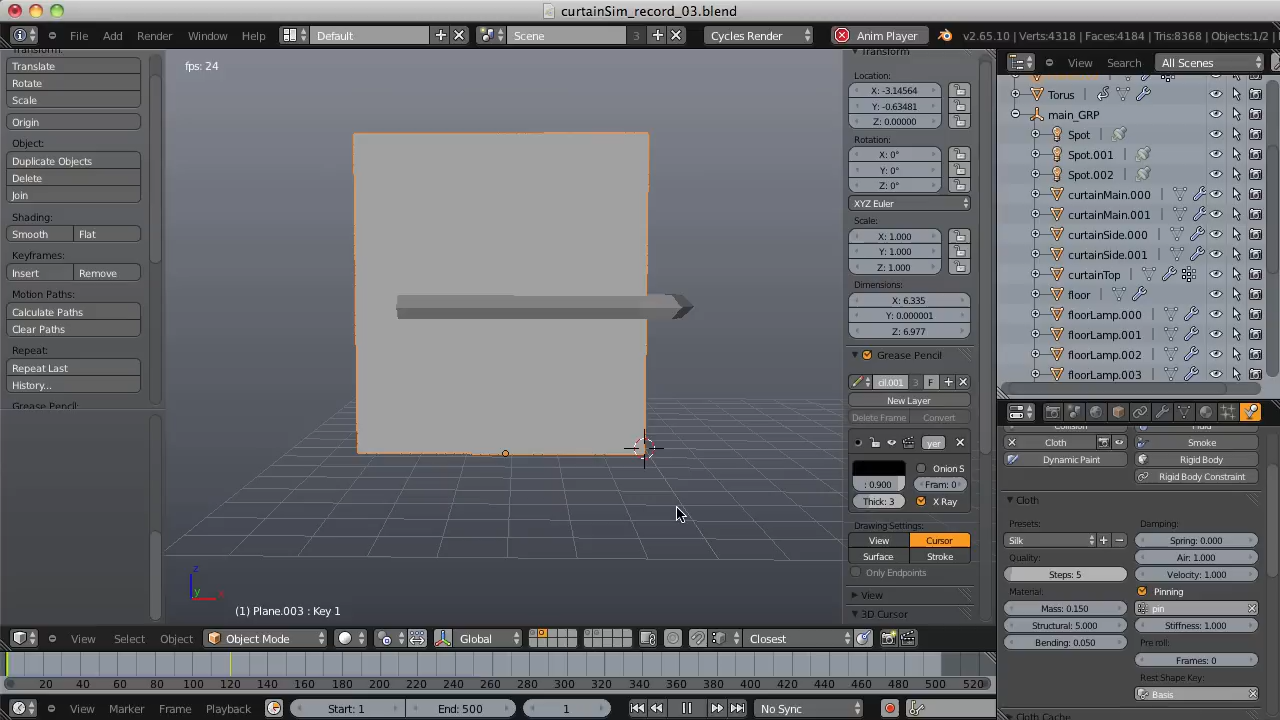 curtainSim_record_03.blend
File Add Render Window Help Default Scene 3 Cycles Render Anim Player v2.65.10 | Verts:4318 | Faces:4184 | Tris:8368 | Objects:1/2 |
Translate
Rotate
Scale
Origin
Object:
Duplicate Objects
Delete
Join
Shading:
Smooth Flat
Keyframes:
Insert Remove
Motion Paths:
Calculate Paths
Clear Paths
Repeat:
Repeat Last
History...
fps: 24
z
y
(1) Plane.003 : Key 1
Transform
Location:
X: -3.14564
Y: -0.63481
Z: 0.00000
Rotation:
X: 0°
Y: 0°
Z: 0°
XYZ Euler
Scale:
X: 1.000
Y: 1.000
Z: 1.000
Dimensions:
X: 6.335
Y: 0.000001
Z: 6.977
Grease Pencil
cil.001 3 F
New Layer
Delete Frame Convert
yer
Onion S
: 0.900 Fram: 0
Thick: 3 X Ray
Drawing Settings:
View Cursor
Surface Stroke
Only Endpoints
View
3D Cursor
View Search All Scenes
Torus
main_GRP
Spot
Spot.001
Spot.002
curtainMain.000
curtainMain.001
curtainSide.000
curtainSide.001
curtainTop
floor
floorLamp.000
floorLamp.001
floorLamp.002
floorLamp.003
Cloth Smoke
Dynamic Paint Rigid Body
Rigid Body Constraint
Cloth
Presets: Damping:
Silk Spring: 0.000
Quality: Air: 1.000
Steps: 5 Velocity: 1.000
Material: Pinning
Mass: 0.150 pin
Structural: 5.000 Stiffness: 1.000
Bending: 0.050 Pre roll:
Frames: 0
Rest Shape Key:
Basis
Cloth Cache
View Select Object Object Mode Global Closest
20 40 60 80 100 120 140 160 180 200 220 240 260 280 300 320 340 360 380 400 420 440 460 480 500 520
View Marker Frame Playback Start: 1 End: 500 1 No Sync